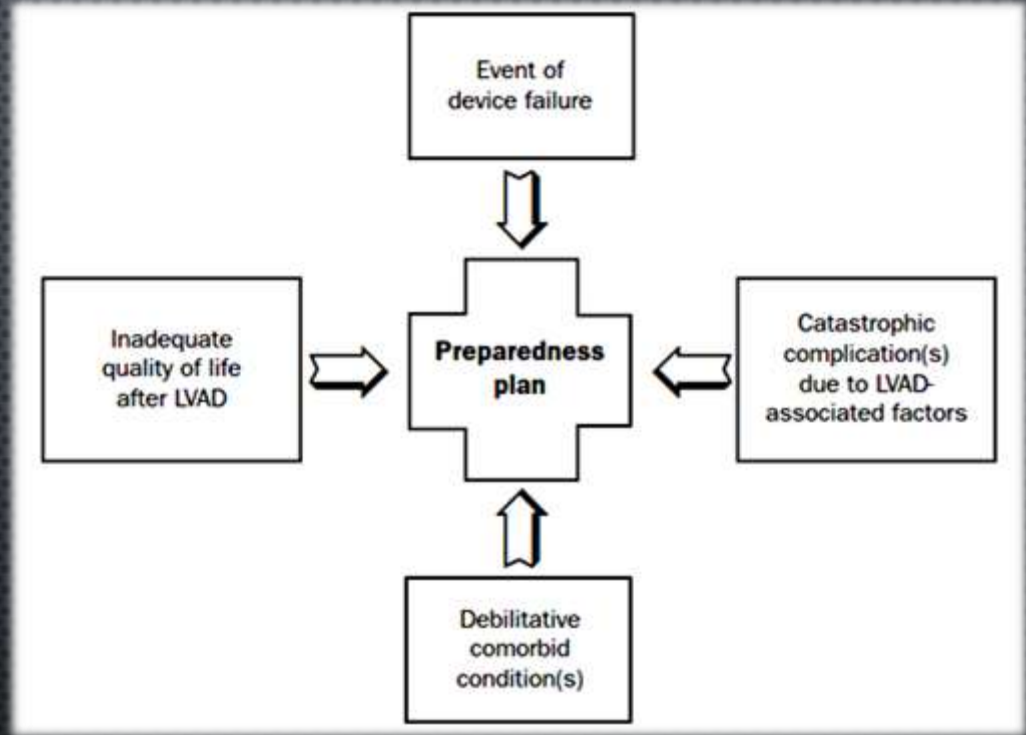 Event of
device failure
Inadequate
quality of life
after LVAD
Preparedness
plan
Catastrophic
complication(s)
due to LVAD-
associated factors
Debilitative
comorbid
condition(s)